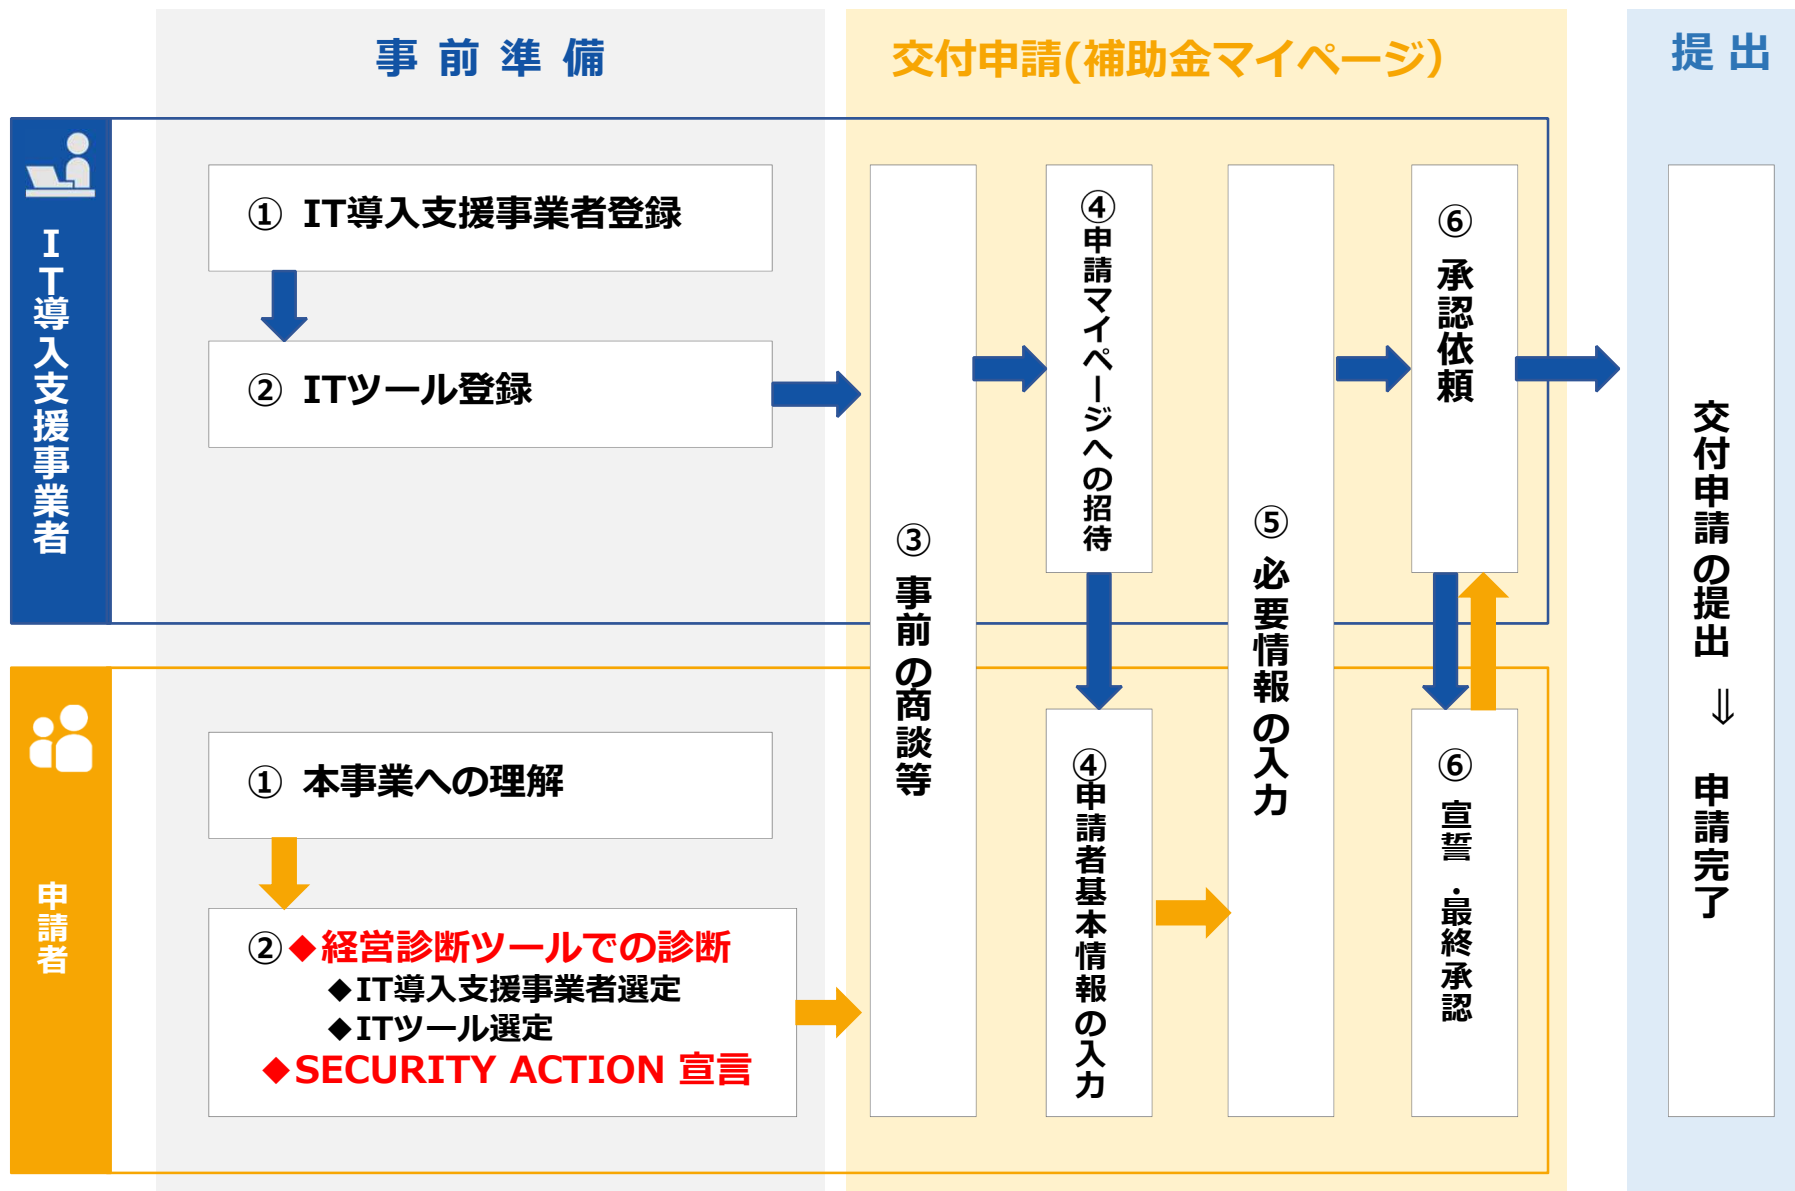 事前準備
交付申請(補助金マイページ）
提出
IT導入支援事業者
① IT導入支援事業者登録
② ITツール登録
③ 事前の商談等
④申請マイページへの招待
⑤ 必要情報の入力
⑥ 承認依頼
交付申請の提出 ⇓ 申請完了
申請者
① 本事業への理解
②◆経営診断ツールでの診断
◆IT導入支援事業者選定
◆ITツール選定
◆SECURITY ACTION 宣言
④申請者基本情報の入力
⑥ 宣誓・最終承認